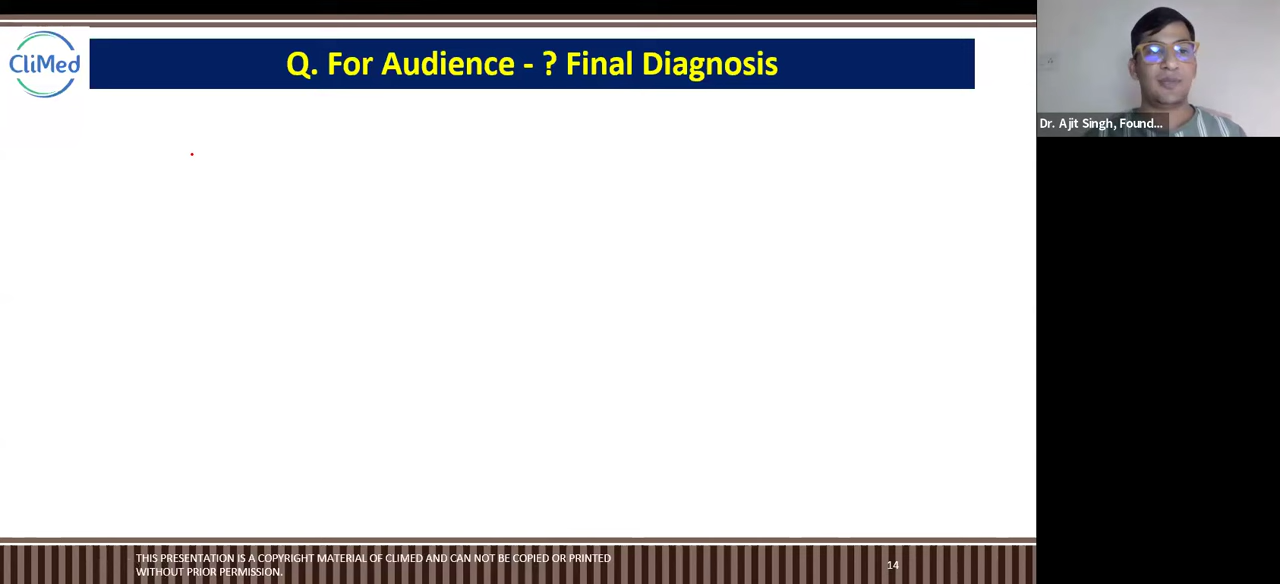 CliMed
Q. For Audience - ? Final Diagnosis
Dr. Ajit Singh, Found...
THIS PRESENTATION IS A COPYRIGHT MATERIAL OF CLIMED AND CAN NOT BE COPIED OR PRINTED
WITHOUT PRIOR PERMISSION.
14